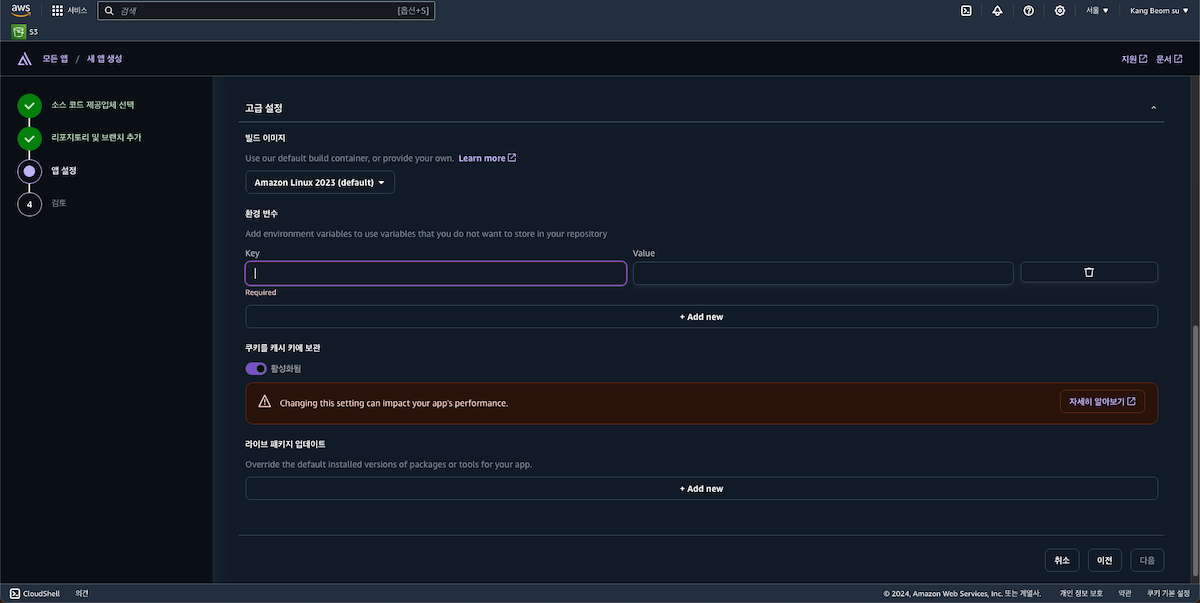 aws 서비스 검색 [옵션+S] 서울 ▼ Kang Beom su ▼
S3
모든 앱 / 새 앱 생성 지원 문서
소스 코드 제공업체 선택
리포지토리 및 브랜치 추가
앱 설정
4 검토
고급 설정
빌드 이미지
Use our default build container, or provide your own. Learn more
Amazon Linux 2023 (default)
환경 변수
Add environment variables to use variables that you do not want to store in your repository
Key Value
Required
+ Add new
쿠키를 캐시 키에 보관
활성화됨
Changing this setting can impact your app's performance. 자세히 알아보기
라이브 패키지 업데이트
Override the default installed versions of packages or tools for your app.
+ Add new
취소 이전 다음
CloudShell 의견 © 2024, Amazon Web Services, Inc. 또는 계열사. 개인 정보 보호 약관 쿠키 기본 설정